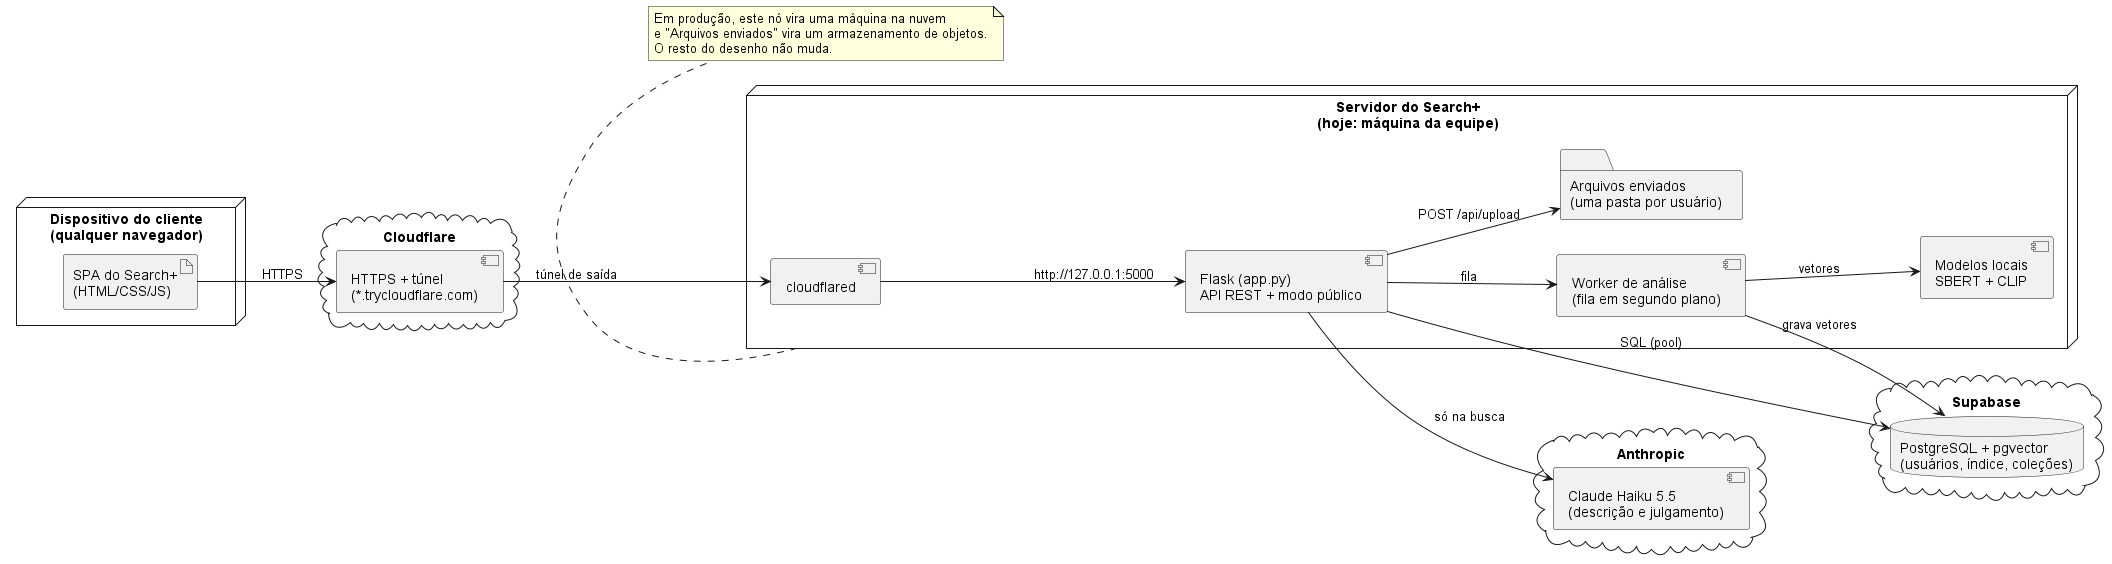 Em produção, este nó vira uma máquina na nuvem
e "Arquivos enviados" vira um armazenamento de objetos.
O resto do desenho não muda.
Servidor do Search+
(hoje: máquina da equipe)
Dispositivo do cliente
(qualquer navegador)
SPA do Search+
(HTML/CSS/JS)
HTTPS
Cloudflare
HTTPS + túnel
(*.trycloudflare.com)
túnel de saída
cloudflared
http://127.0.0.1:5000
Flask (app.py)
API REST + modo público
POST /api/upload
Arquivos enviados
(uma pasta por usuário)
fila
Worker de análise
(fila em segundo plano)
vetores
Modelos locais
SBERT + CLIP
grava vetores
SQL (pool)
só na busca
Supabase
PostgreSQL + pgvector
(usuários, índice, coleções)
Anthropic
Claude Haiku 5.5
(descrição e julgamento)